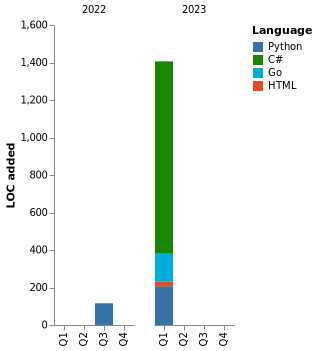 2022 2023
Language
Python
C#
Go
HTML
LOC added
1,600
1,400
1,200
1,000
800
600
400
200
0
Q1 Q2 Q3 Q4 Q1 Q2 Q3 Q4